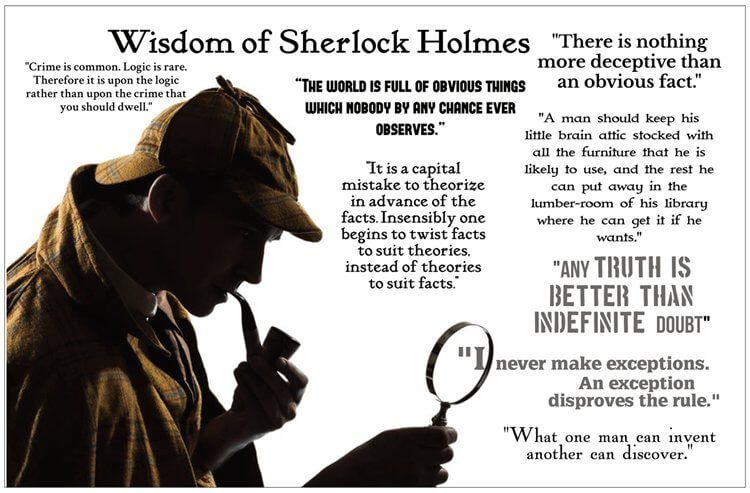 Wisdom of Sherlock Holmes
"Crime is common. Logic is rare.
Therefore it is upon the logic
rather than upon the crime that
you should dwell."
"The world is full of obvious things
which nobody by any chance ever
observes."
"It is a capital
mistake to theorize
in advance of the
facts. Insensibly one
begins to twist facts
to suit theories,
instead of theories
to suit facts."
"There is nothing
more deceptive than
an obvious fact."
"A man should keep his
little brain attic stocked with
all the furniture that he is
likely to use, and the rest he
can put away in the
lumber-room of his library
where he can get it if he
wants."
"ANY TRUTH IS
BETTER THAN
INDEFINITE DOUBT"
"I never make exceptions.
An exception
disproves the rule."
"What one man can invent
another can discover."